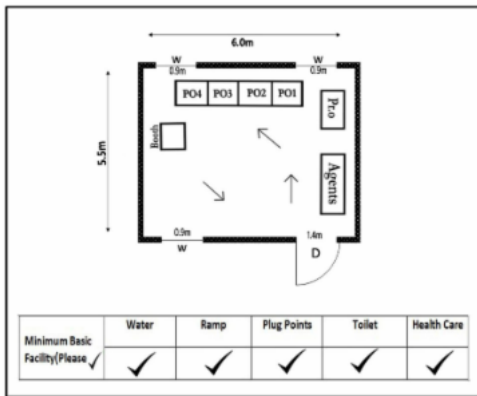 6.0m
W W
0.9m 0.9m
PO4 PO3 PO2 PO1
Pr.o
Booth
5.5m
Agents
0.9m 1.4m
W D
Water Ramp Plug Points Toilet Health Care
Minimum Basic
Facility(Please ✓ ✓ ✓ ✓ ✓ ✓